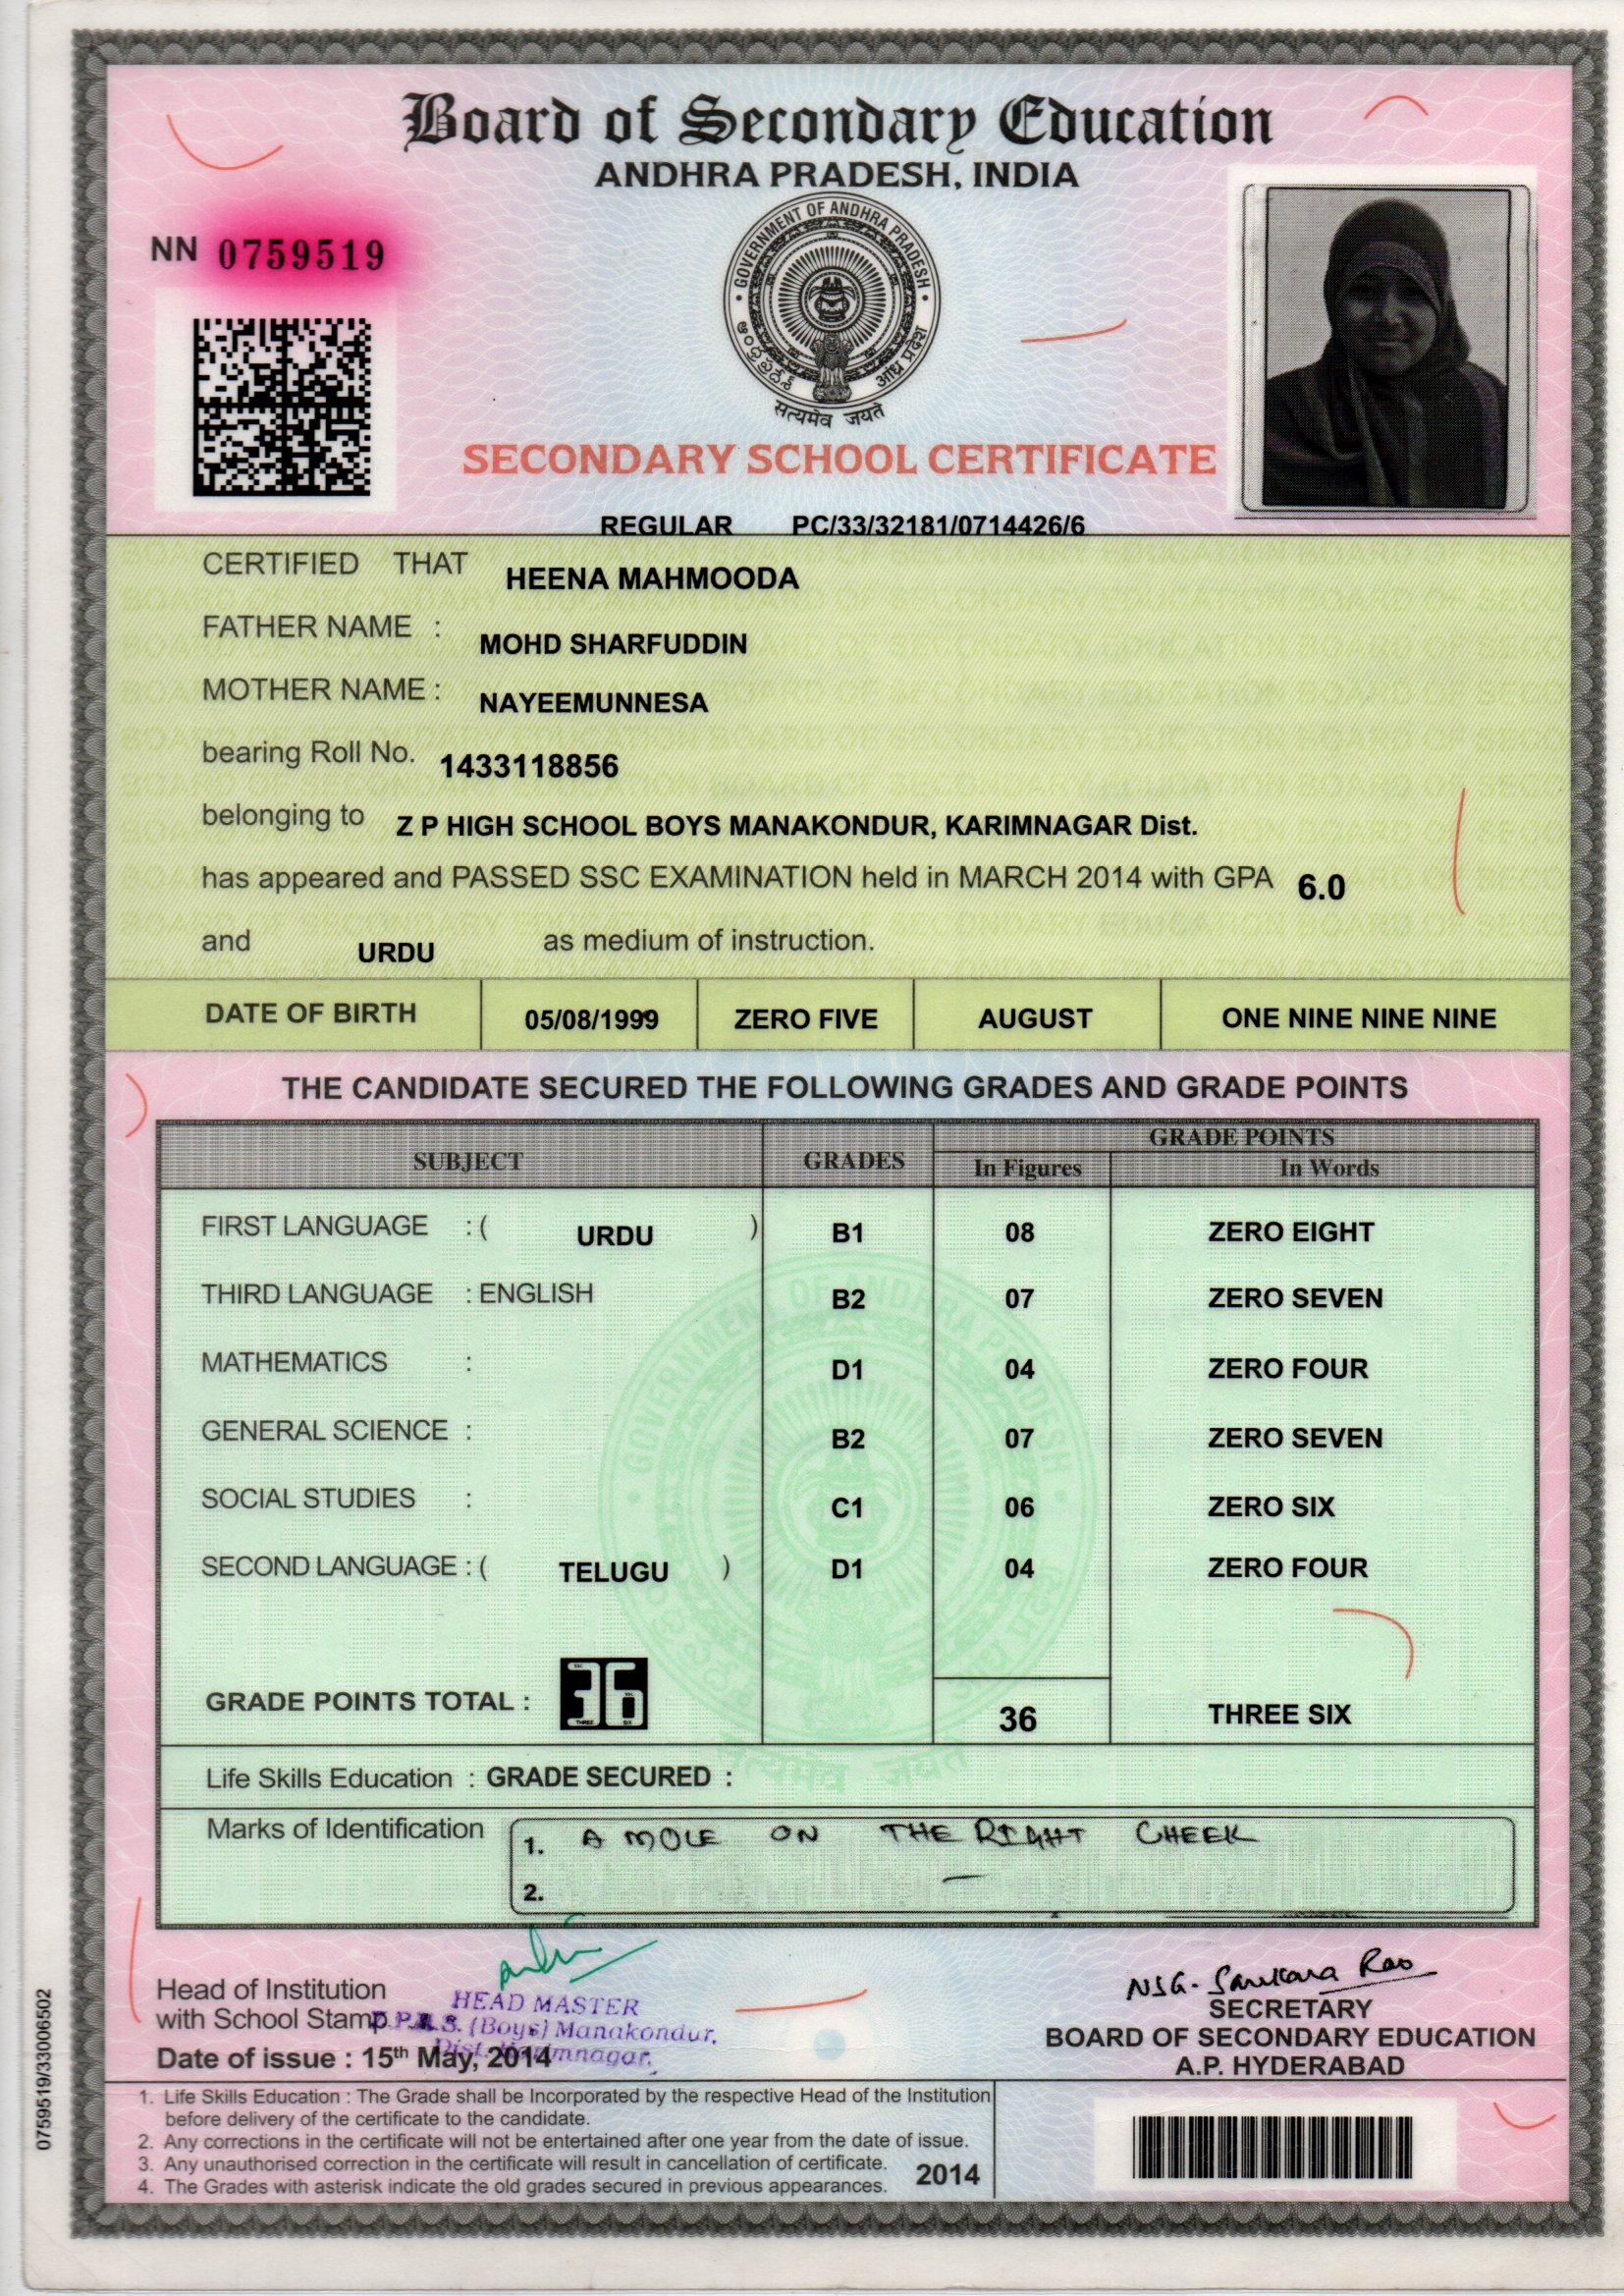 Board of Secondary Education
ANDHRA PRADESH, INDIA
NN 0759519
GOVERNMENT OF ANDHRA PRADESH
ఆంధ్రప్రదేశ్
आंध्र प्रदेश
सत्यमेव जयते
SECONDARY SCHOOL CERTIFICATE
REGULAR PC/33/32181/0714426/6
CERTIFIED THAT HEENA MAHMOODA
FATHER NAME : MOHD SHARFUDDIN
MOTHER NAME : NAYEEMUNNESA
bearing Roll No. 1433118856
belonging to Z P HIGH SCHOOL BOYS MANAKONDUR, KARIMNAGAR Dist.
has appeared and PASSED SSC EXAMINATION held in MARCH 2014 with GPA 6.0
and URDU as medium of instruction.
DATE OF BIRTH 05/08/1999 ZERO FIVE AUGUST ONE NINE NINE NINE
THE CANDIDATE SECURED THE FOLLOWING GRADES AND GRADE POINTS
SUBJECT GRADES GRADE POINTS
In Figures In Words
FIRST LANGUAGE : ( URDU ) B1 08 ZERO EIGHT
THIRD LANGUAGE : ENGLISH B2 07 ZERO SEVEN
MATHEMATICS : D1 04 ZERO FOUR
GENERAL SCIENCE : B2 07 ZERO SEVEN
SOCIAL STUDIES : C1 06 ZERO SIX
SECOND LANGUAGE : ( TELUGU ) D1 04 ZERO FOUR
GRADE POINTS TOTAL : 36 36 THREE SIX
Life Skills Education : GRADE SECURED :
Marks of Identification
1. A MOLE ON THE RIGHT CHEEK
2. —
Head of Institution
with School Stamp
HEAD MASTER
(Boys) Manakondur.
Dist. Karimnagar.
Date of issue : 15th May, 2014
NSG. Sankara Rao
SECRETARY
BOARD OF SECONDARY EDUCATION
A.P. HYDERABAD
1. Life Skills Education : The Grade shall be Incorporated by the respective Head of the Institution
before delivery of the certificate to the candidate.
2. Any corrections in the certificate will not be entertained after one year from the date of issue.
3. Any unauthorised correction in the certificate will result in cancellation of certificate.
4. The Grades with asterisk indicate the old grades secured in previous appearances.
2014
0759519/33006502